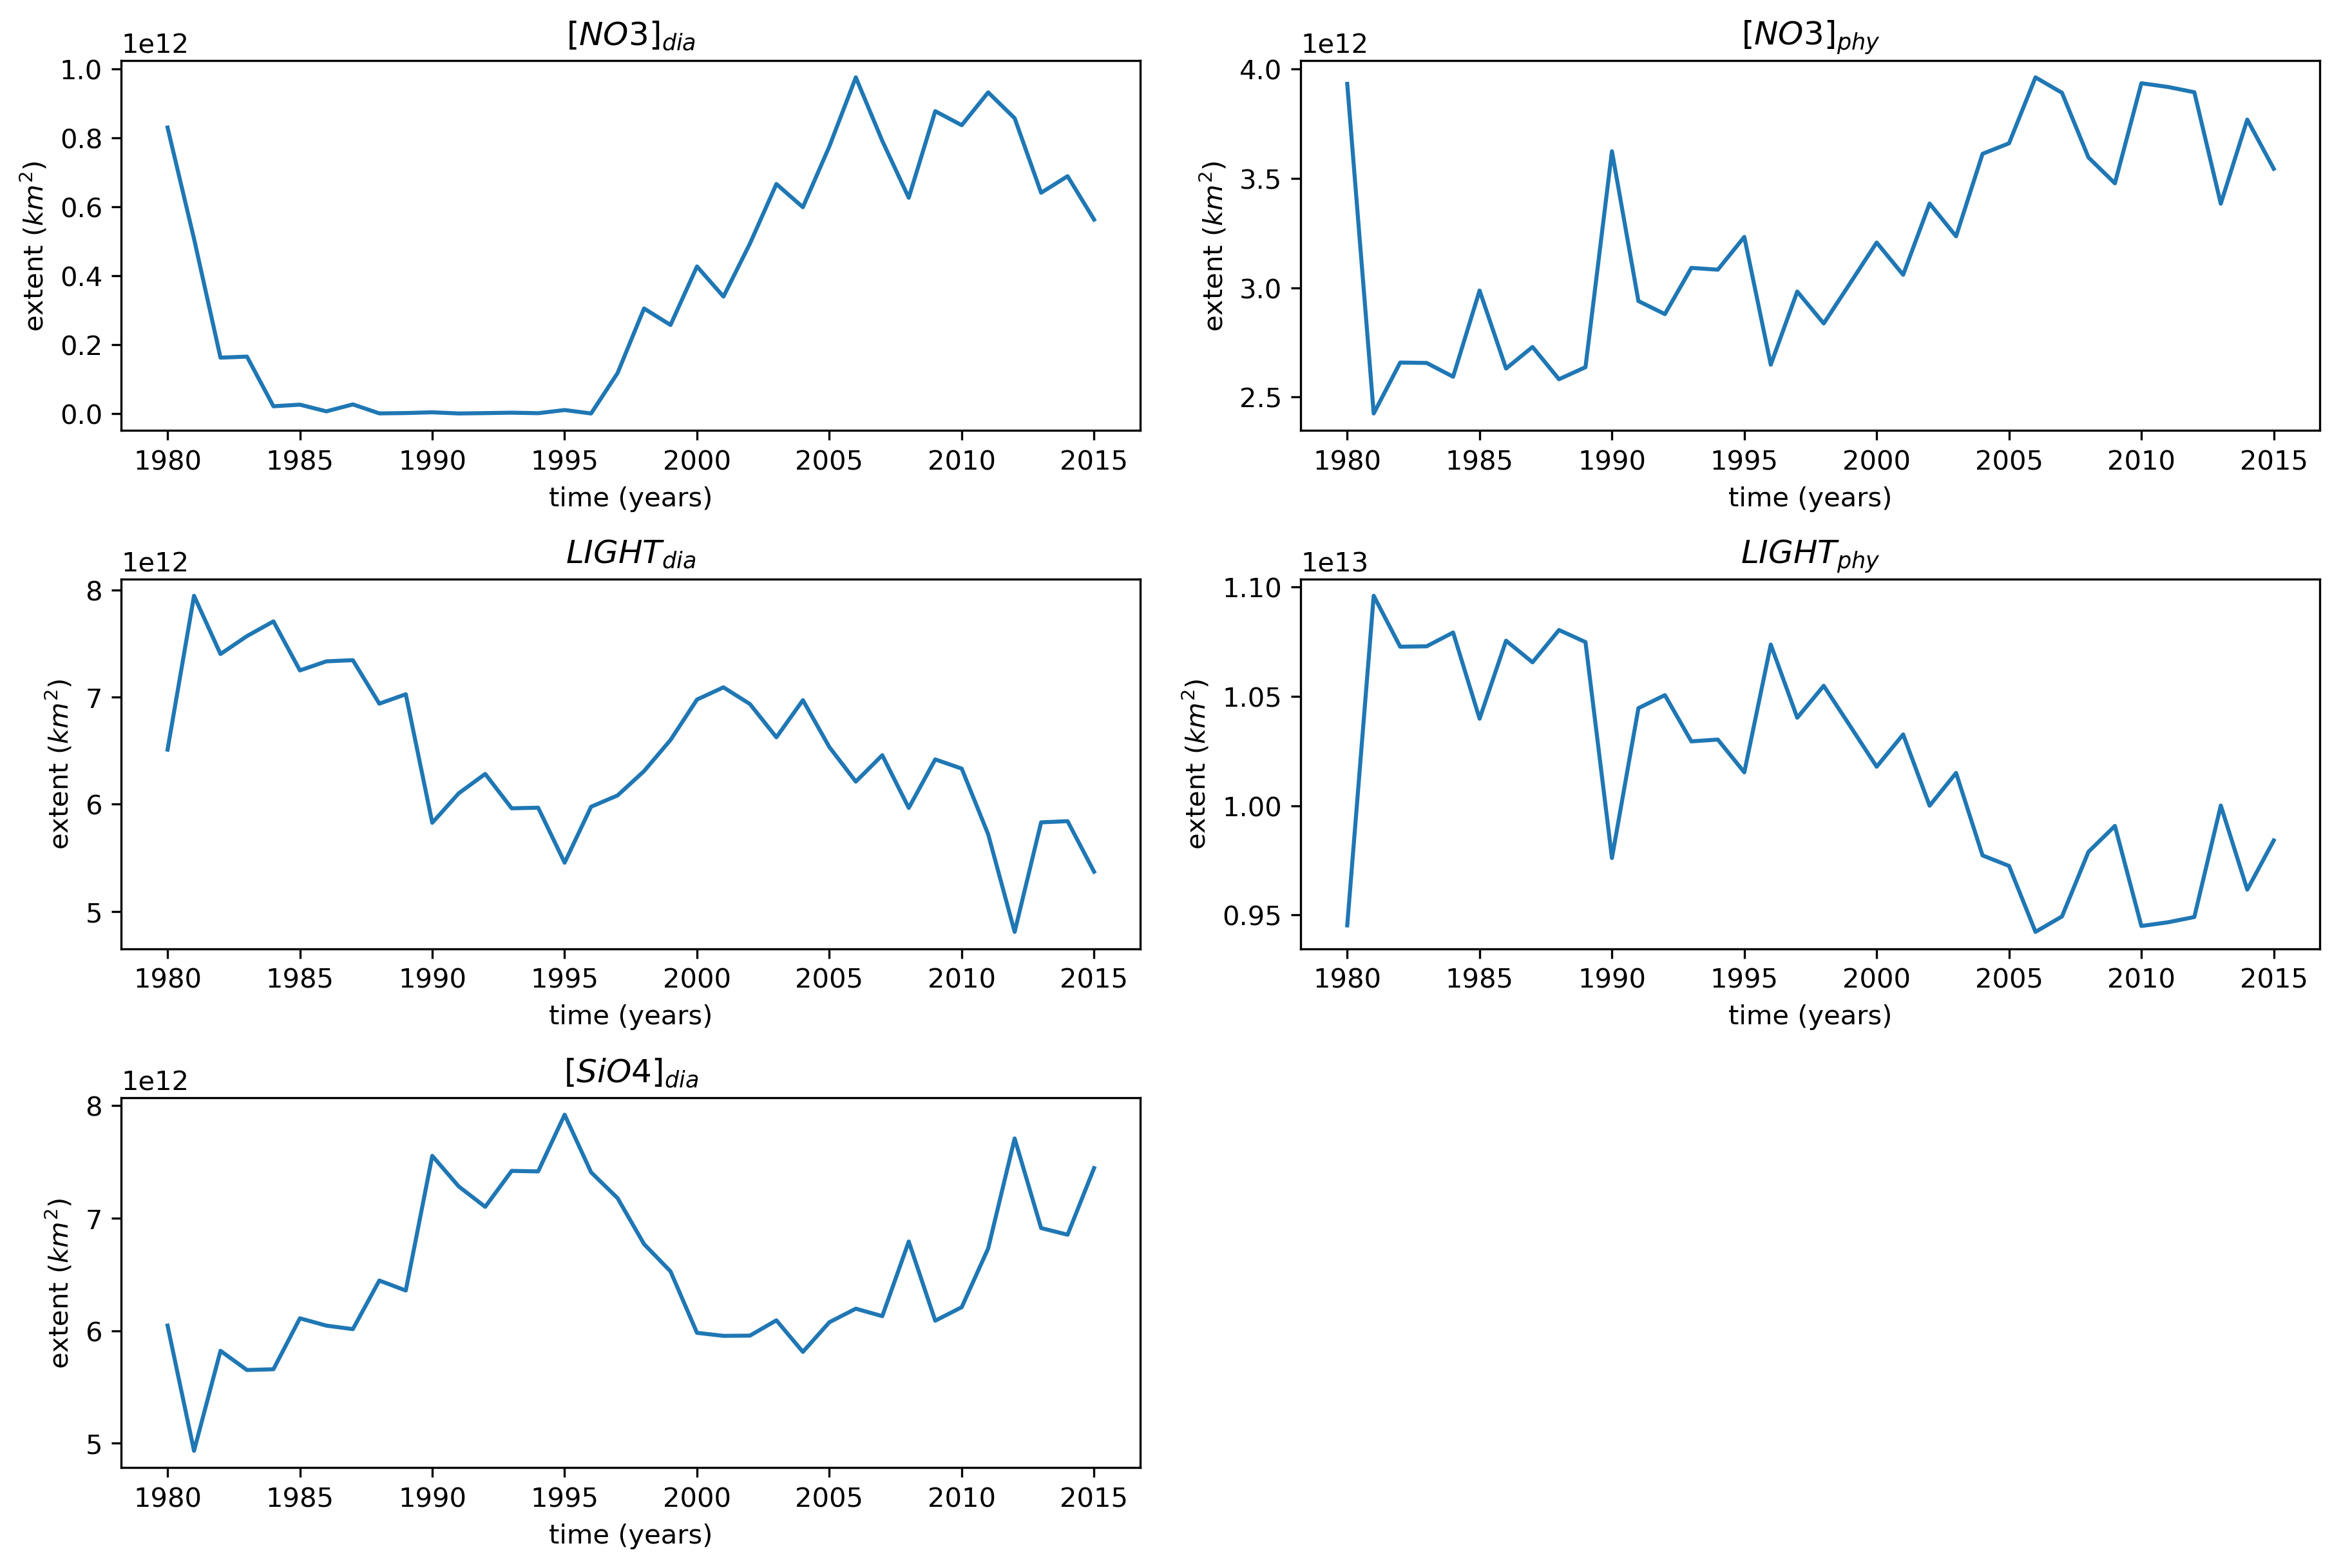 [NO3]dia
1e12
1.0
0.8
0.6
0.4
0.2
0.0
extent (km²)
1980 1985 1990 1995 2000 2005 2010 2015
time (years)
[NO3]phy
1e12
4.0
3.5
3.0
2.5
extent (km²)
1980 1985 1990 1995 2000 2005 2010 2015
time (years)
LIGHTdia
1e12
8
7
6
5
extent (km²)
1980 1985 1990 1995 2000 2005 2010 2015
time (years)
LIGHTphy
1e13
1.10
1.05
1.00
0.95
extent (km²)
1980 1985 1990 1995 2000 2005 2010 2015
time (years)
[SiO4]dia
1e12
8
7
6
5
extent (km²)
1980 1985 1990 1995 2000 2005 2010 2015
time (years)